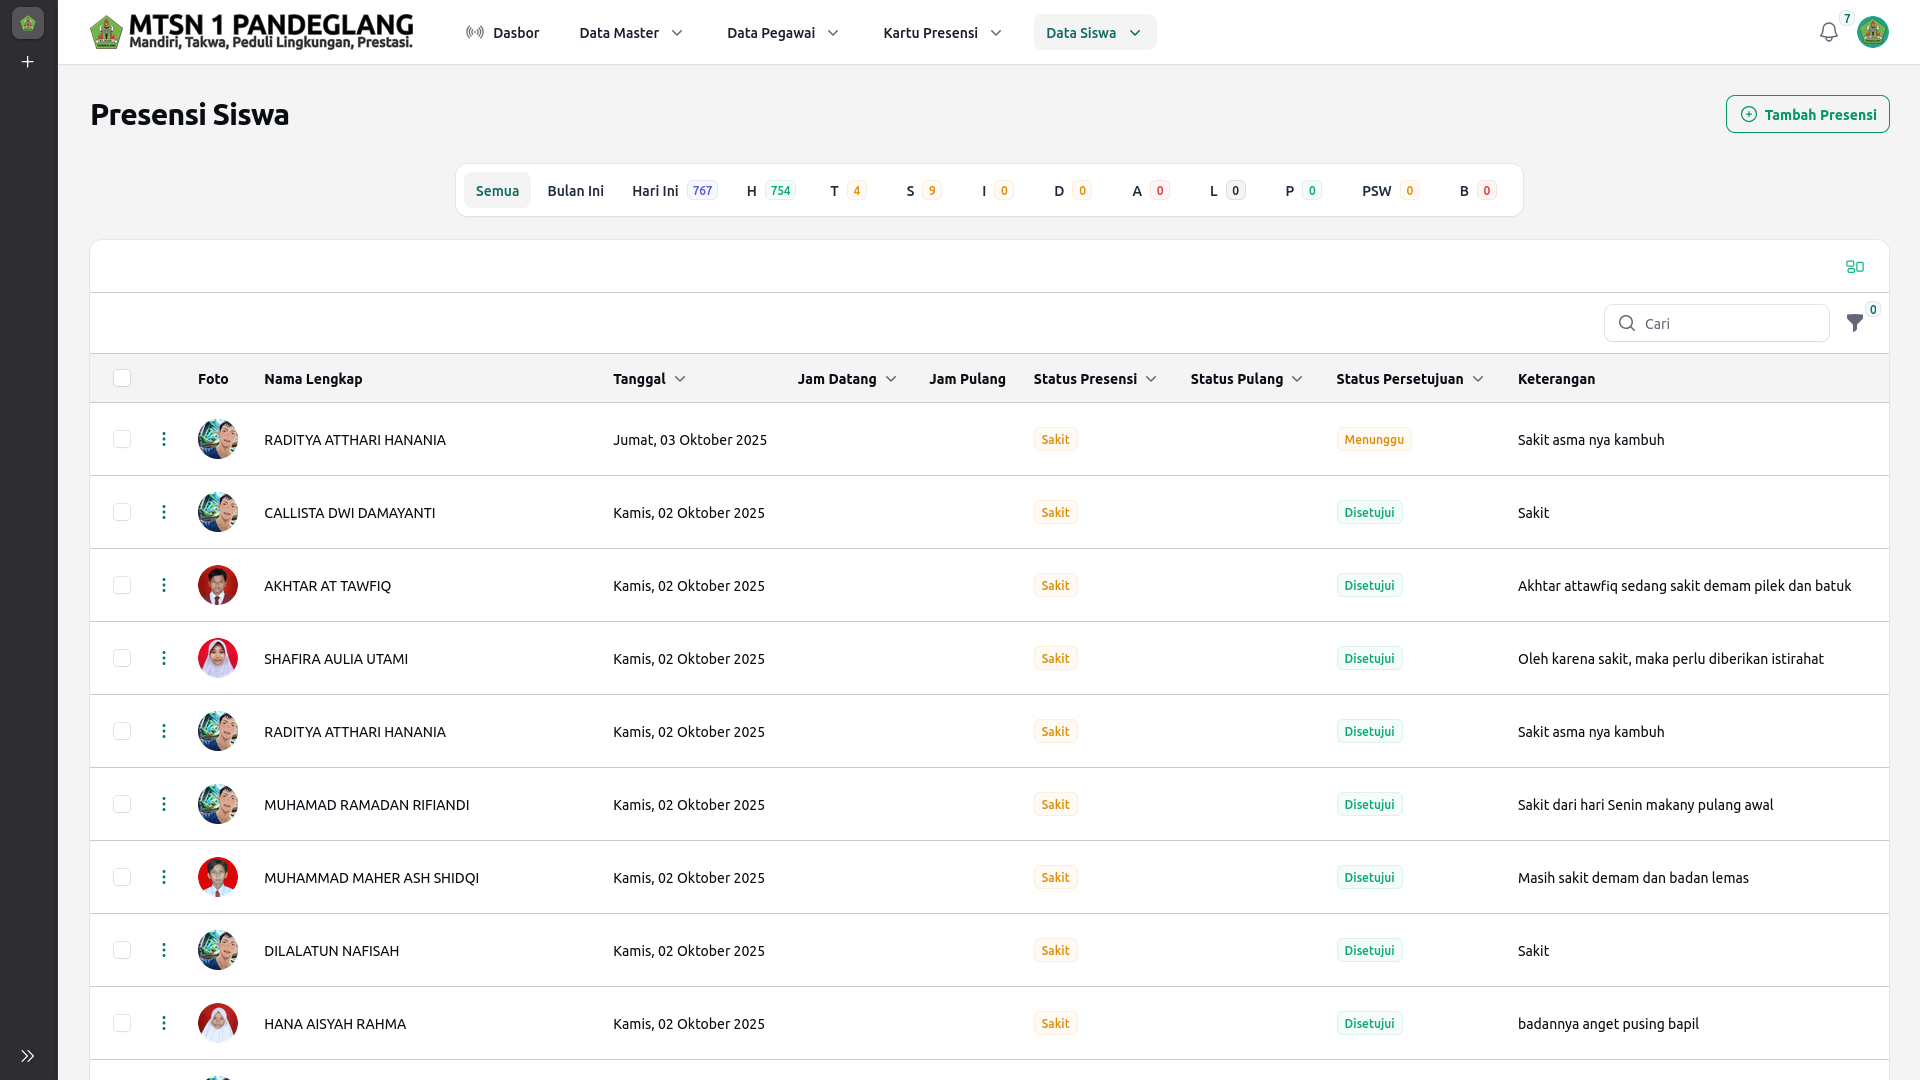 MTSN 1 PANDEGLANG
Mandiri, Takwa, Peduli Lingkungan, Prestasi.
Dasbor Data Master Data Pegawai Kartu Presensi Data Siswa 7
Presensi Siswa Tambah Presensi
Semua Bulan Ini Hari Ini 767 H 754 T 4 S 9 I 0 D 0 A 0 L 0 P 0 PSW 0 B 0
Cari 0
Foto Nama Lengkap Tanggal Jam Datang Jam Pulang Status Presensi Status Pulang Status Persetujuan Keterangan
RADITYA ATTHARI HANANIA Jumat, 03 Oktober 2025 Sakit Menunggu Sakit asma nya kambuh
CALLISTA DWI DAMAYANTI Kamis, 02 Oktober 2025 Sakit Disetujui Sakit
AKHTAR AT TAWFIQ Kamis, 02 Oktober 2025 Sakit Disetujui Akhtar attawfiq sedang sakit demam pilek dan batuk
SHAFIRA AULIA UTAMI Kamis, 02 Oktober 2025 Sakit Disetujui Oleh karena sakit, maka perlu diberikan istirahat
RADITYA ATTHARI HANANIA Kamis, 02 Oktober 2025 Sakit Disetujui Sakit asma nya kambuh
MUHAMAD RAMADAN RIFIANDI Kamis, 02 Oktober 2025 Sakit Disetujui Sakit dari hari Senin makany pulang awal
MUHAMMAD MAHER ASH SHIDQI Kamis, 02 Oktober 2025 Sakit Disetujui Masih sakit demam dan badan lemas
DILALATUN NAFISAH Kamis, 02 Oktober 2025 Sakit Disetujui Sakit
HANA AISYAH RAHMA Kamis, 02 Oktober 2025 Sakit Disetujui badannya anget pusing bapil